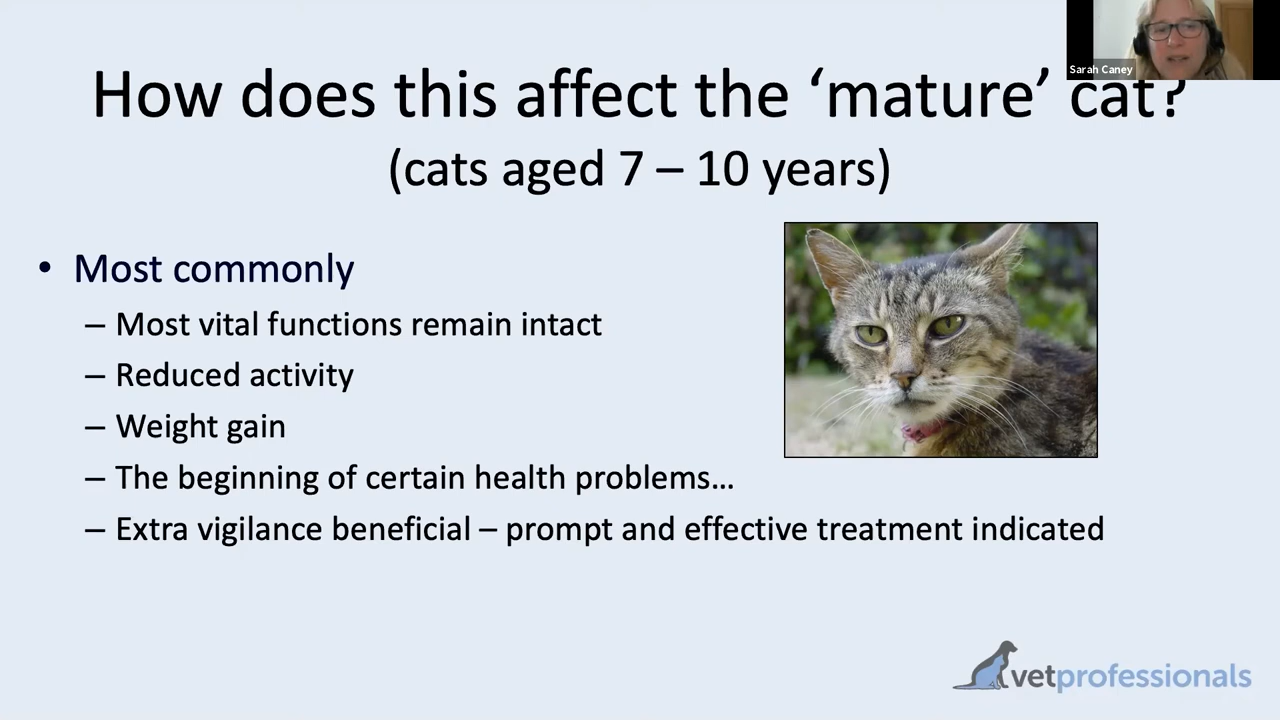 Sarah Caney
How does this affect the ‘mature’ cat?
(cats aged 7 – 10 years)
• Most commonly
– Most vital functions remain intact
– Reduced activity
– Weight gain
– The beginning of certain health problems...
– Extra vigilance beneficial – prompt and effective treatment indicated
vetprofessionals